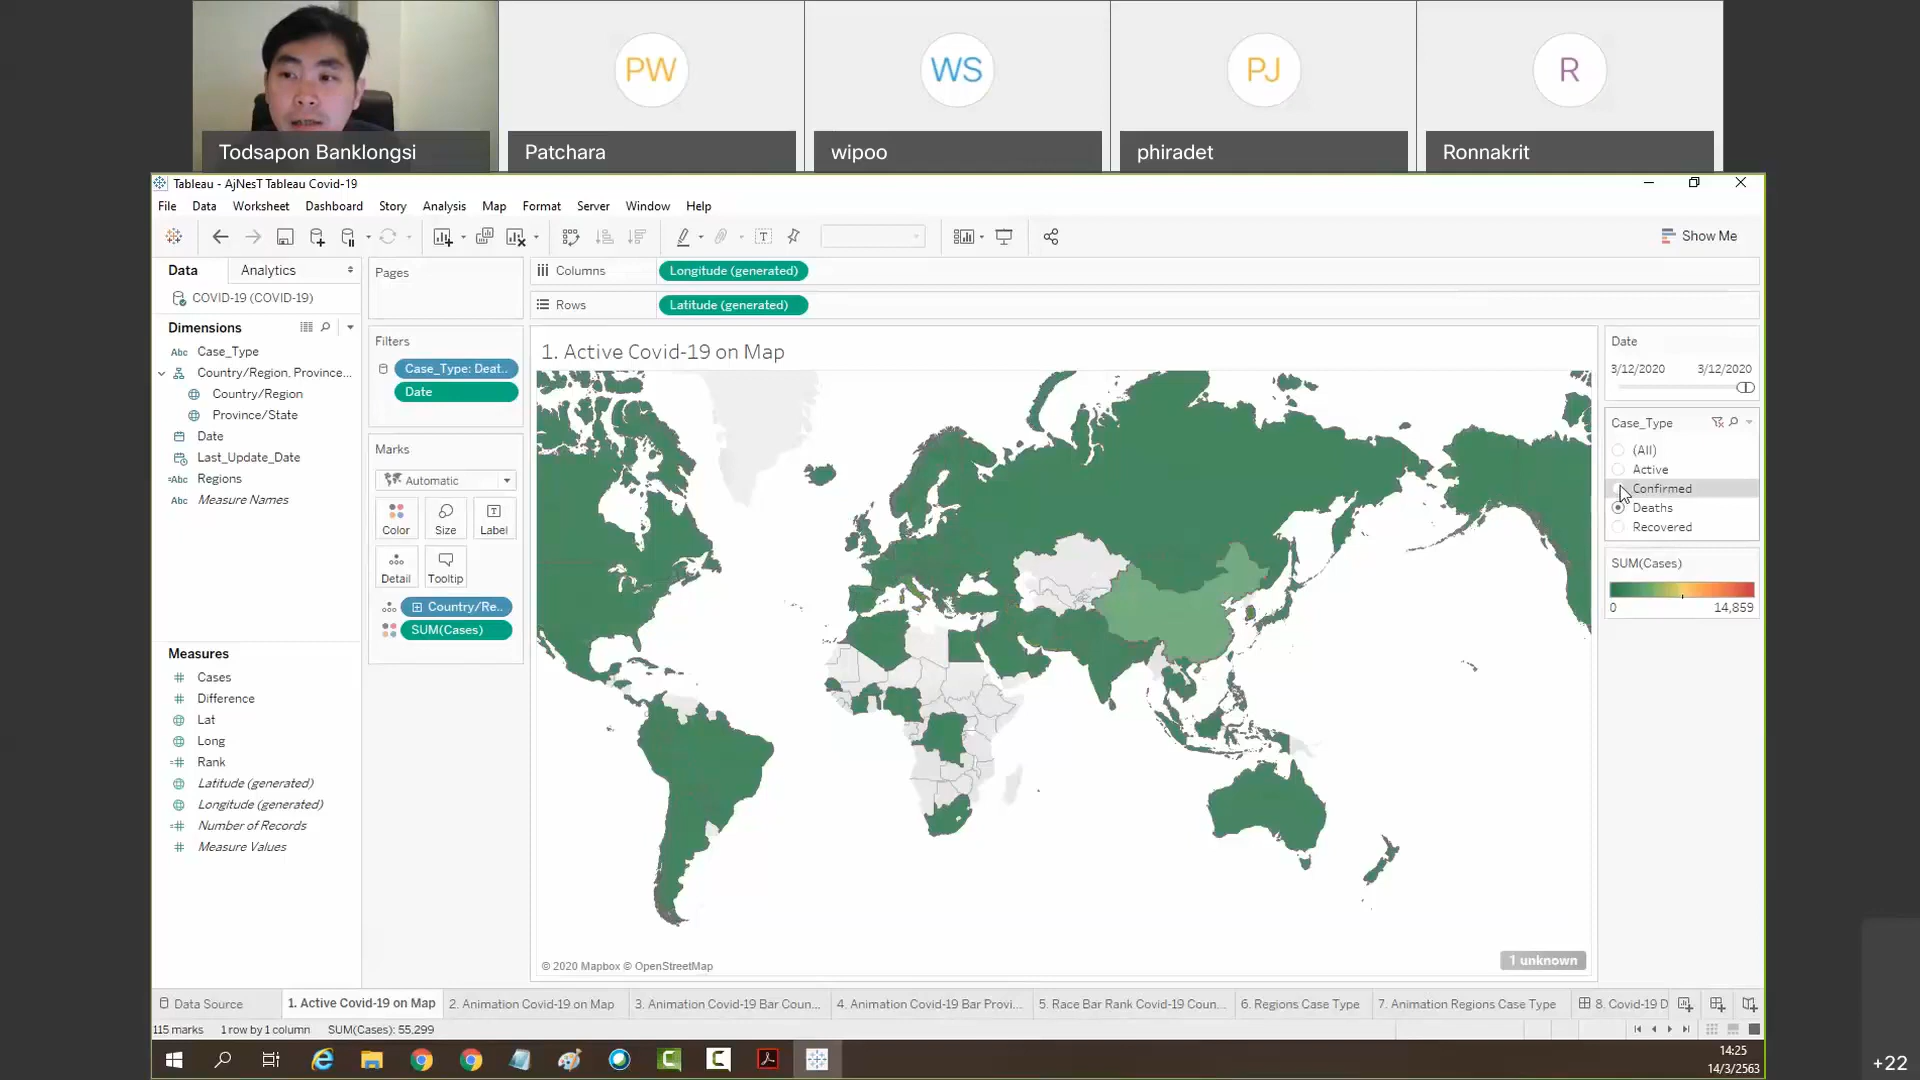 PW
WS
PJ
R
Todsapon Banklongsi
Patchara
wipoo
phiradet
Ronnakrit
Tableau - AjNesT Tableau Covid-19
File Data Worksheet Dashboard Story Analysis Map Format Server Window Help
Show Me
Data Analytics
COVID-19 (COVID-19)
Dimensions
Abc Case_Type
Country/Region, Province...
Country/Region
Province/State
Date
Last_Update_Date
=Abc Regions
Abc Measure Names
Measures
# Cases
# Difference
Lat
Long
=# Rank
Latitude (generated)
Longitude (generated)
=# Number of Records
# Measure Values
Pages
Filters
Case_Type: Deat..
Date
Marks
Automatic
Color Size Label
Detail Tooltip
Country/Re..
SUM(Cases)
Columns Longitude (generated)
Rows Latitude (generated)
1. Active Covid-19 on Map
© 2020 Mapbox © OpenStreetMap
1 unknown
Date
3/12/2020 3/12/2020
Case_Type
(All)
Active
Confirmed
Deaths
Recovered
SUM(Cases)
0 14,859
Data Source 1. Active Covid-19 on Map 2. Animation Covid-19 on Map 3. Animation Covid-19 Bar Coun... 4. Animation Covid-19 Bar Provi... 5. Race Bar Rank Covid-19 Coun... 6. Regions Case Type 7. Animation Regions Case Type 8. Covid-19 D
115 marks 1 row by 1 column SUM(Cases): 55,299
14:25
14/3/2563
+22